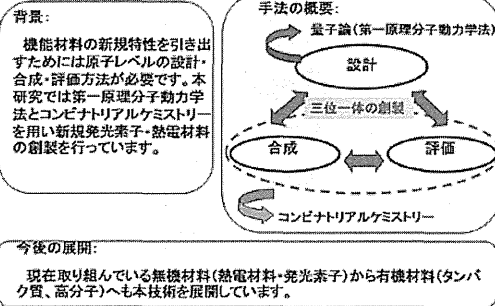 背景:
機能材料の新規特性を引き出
すためには原子レベルの設計・
合成・評価方法が必要です。本
研究では第一原理分子動力学
法とコンビナトリアルケミストリー
を用い新規発光素子・熱電材料
の創製を行っています。
手法の概要:
量子論(第一原理分子動力学法)
設計
三位一体の創製
合成
評価
コンビナトリアルケミストリー
今後の展開:
現在取り組んでいる無機材料(熱電材料・発光素子)から有機材料(タンパ
ク質、高分子)へも本技術を展開しています。